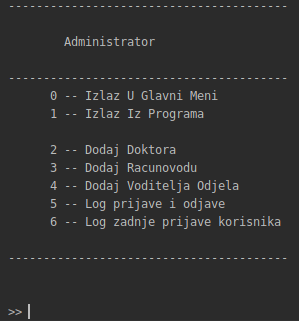 ----------------------------------------
Administrator
----------------------------------------
0 -- Izlaz U Glavni Meni
1 -- Izlaz Iz Programa
2 -- Dodaj Doktora
3 -- Dodaj Racunovodu
4 -- Dodaj Voditelja Odjela
5 -- Log prijave i odjave
6 -- Log zadnje prijave korisnika
----------------------------------------
>>